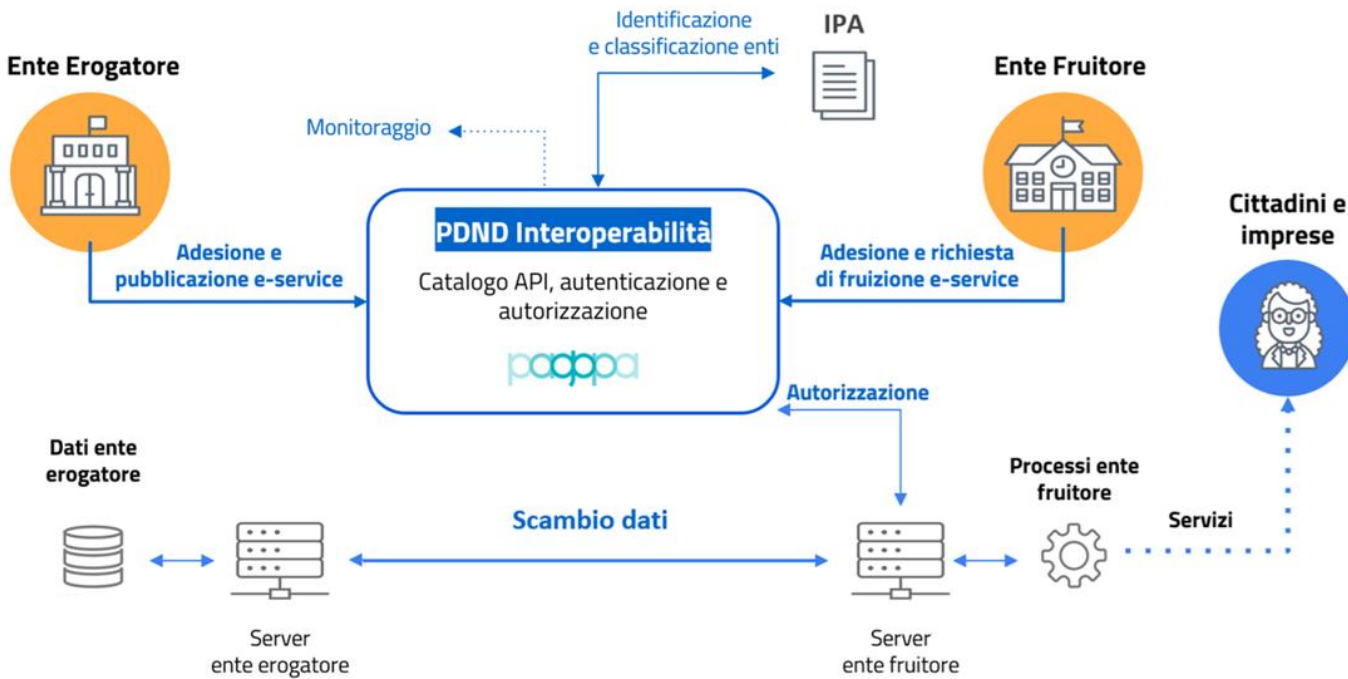 Identificazione
e classificazione enti
IPA
Ente Erogatore
Ente Fruitore
Monitoraggio
Cittadini e
imprese
PDND Interoperabilità
Adesione e
pubblicazione e-service
Catalogo API, autenticazione e
autorizzazione
Adesione e richiesta
di fruizione e-service
pagopa
Autorizzazione
Dati ente
erogatore
Processi ente
fruitore
Scambio dati
Servizi
Server
ente erogatore
Server
ente fruitore